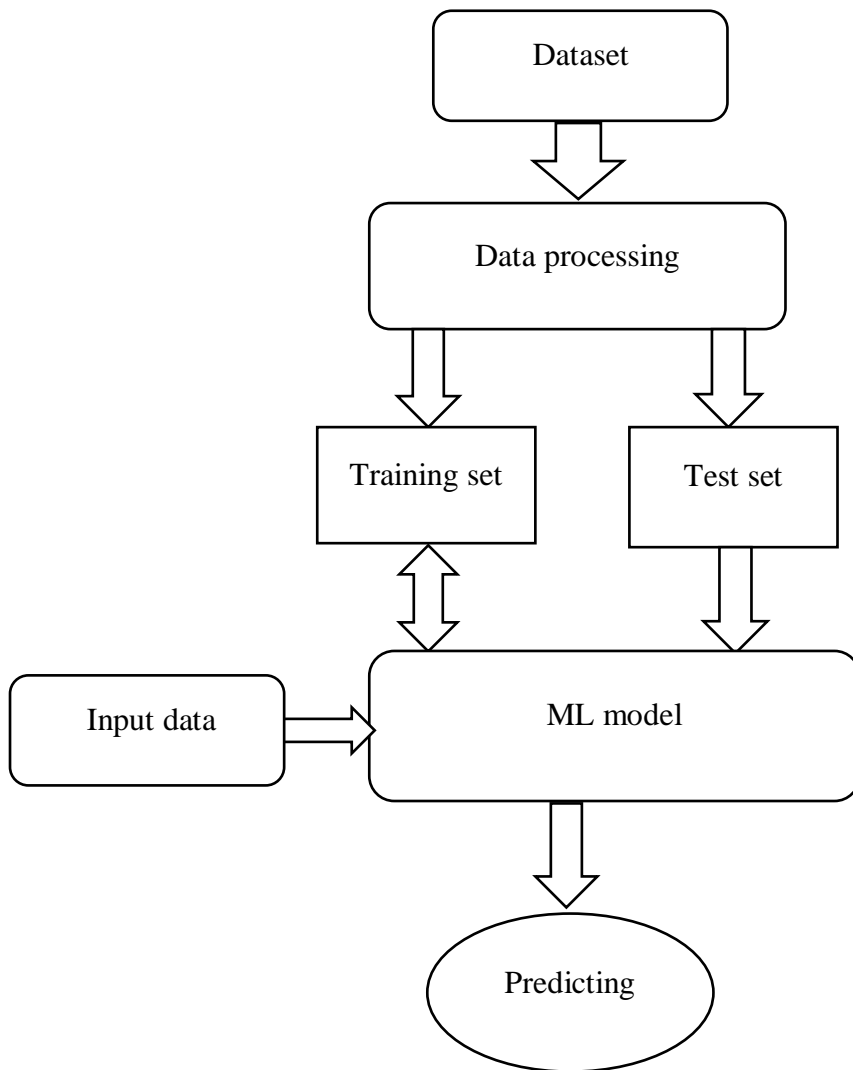 Dataset
Data processing
Training set
Test set
Input data
ML model
Predicting